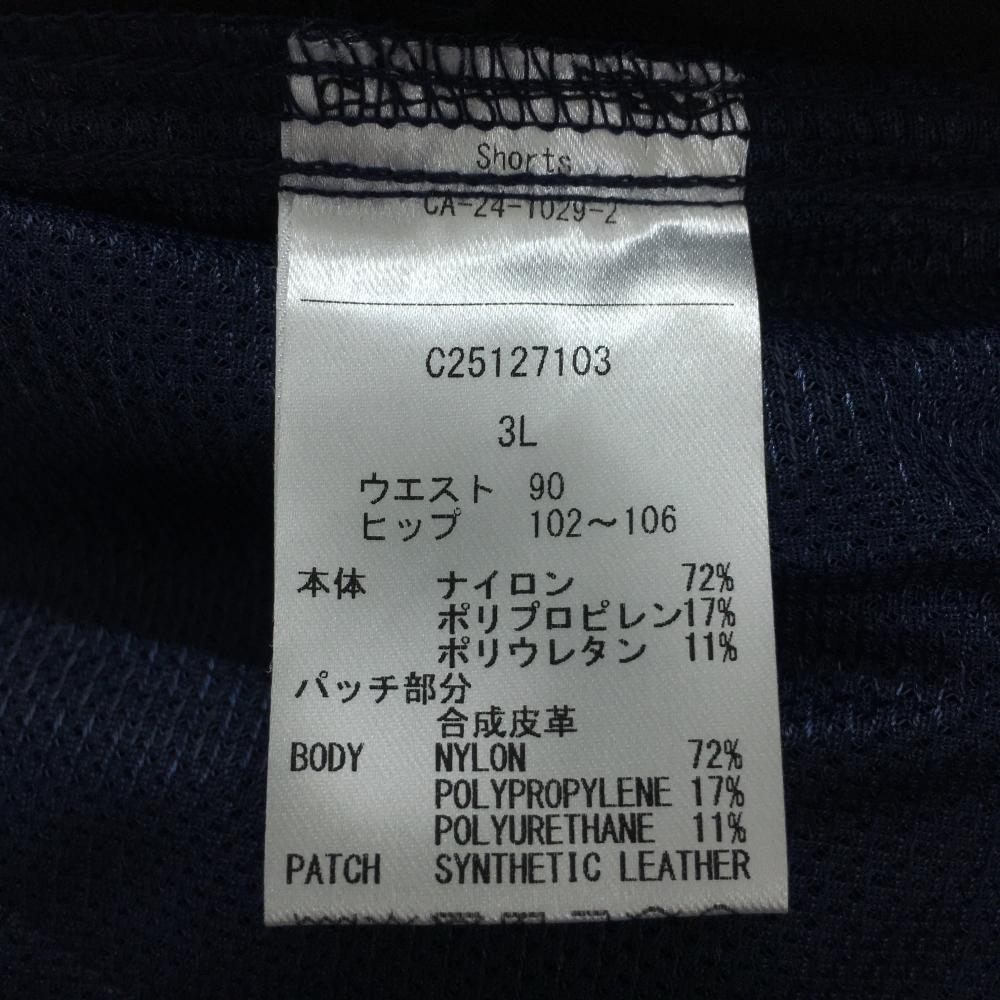 Shorts
CA-24-1029-2
C25127103
3L
ウエスト 90
ヒップ 102～106
本体 ナイロン 72%
ポリプロピレン17%
ポリウレタン 11%
パッチ部分
合成皮革
BODY NYLON 72%
POLYPROPYLENE 17%
POLYURETHANE 11%
PATCH SYNTHETIC LEATHER